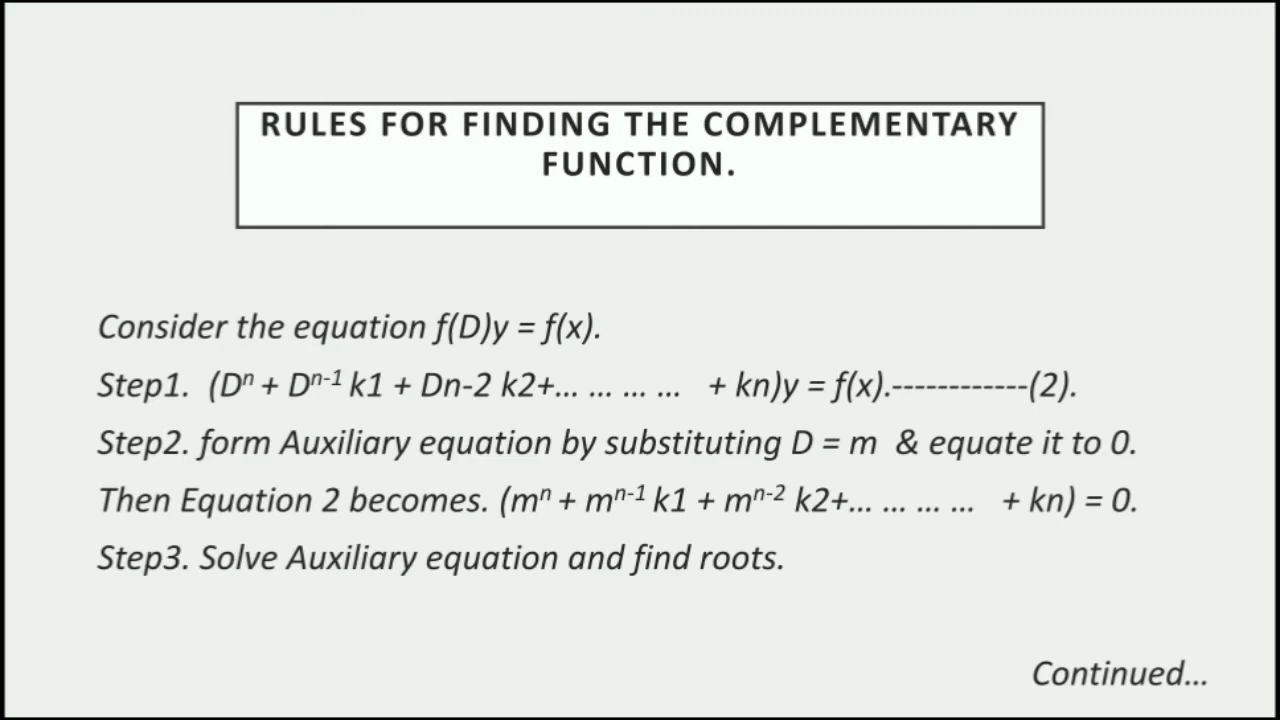 RULES FOR FINDING THE COMPLEMENTARY
FUNCTION.
Consider the equation f(D)y = f(x).
Step1. (Dⁿ + Dⁿ⁻¹ k1 + Dn-2 k2+... ... ... ... + kn)y = f(x).------------(2).
Step2. form Auxiliary equation by substituting D = m & equate it to 0.
Then Equation 2 becomes. (mⁿ + mⁿ⁻¹ k1 + mⁿ⁻² k2+... ... ... ... + kn) = 0.
Step3. Solve Auxiliary equation and find roots.
Continued...